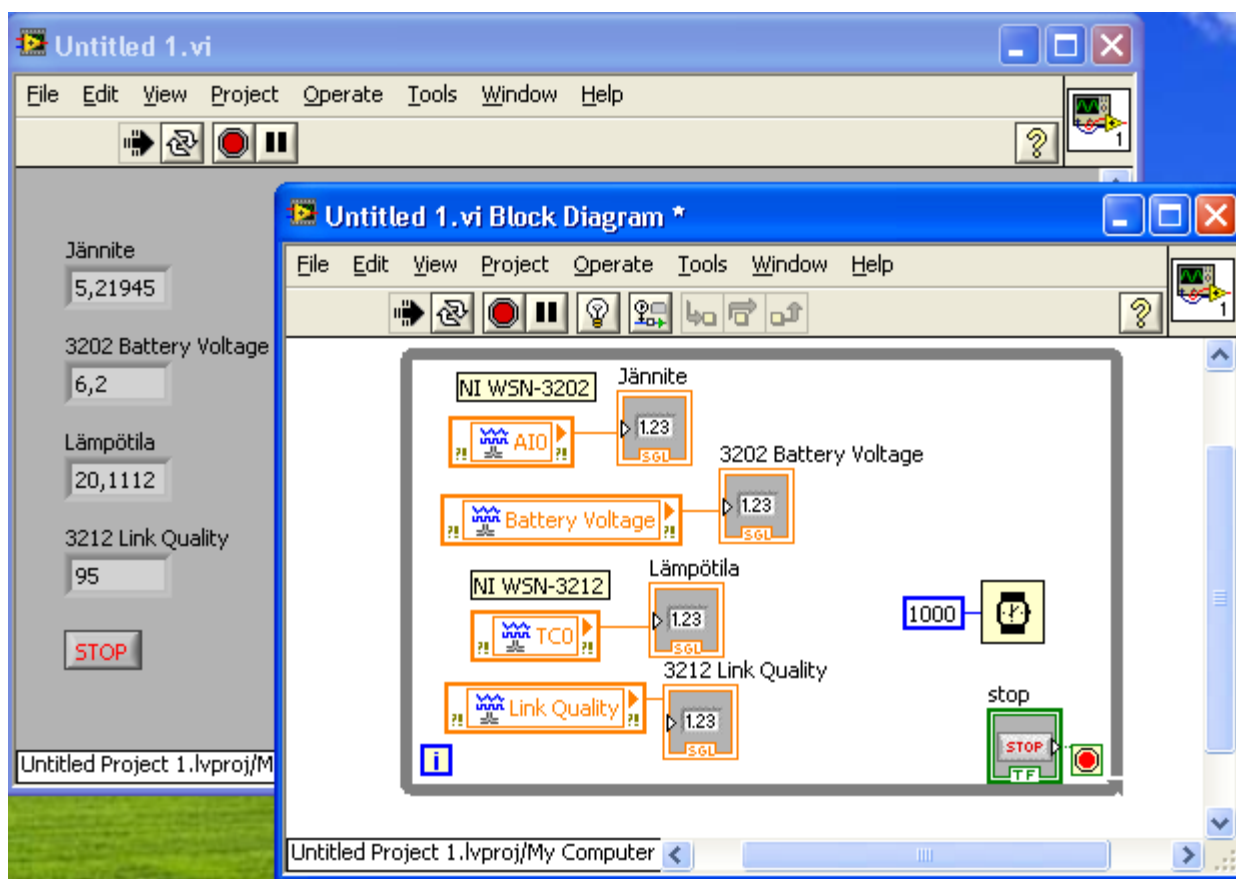 Untitled 1.vi
File Edit View Project Operate Tools Window Help
?
1
Jännite
5,21945
3202 Battery Voltage
6,2
Lämpötila
20,1112
3212 Link Quality
95
STOP
Untitled Project 1.lvproj/M
Untitled 1.vi Block Diagram *
File Edit View Project Operate Tools Window Help
?
1
NI WSN-3202
Jännite
?! AI0 ?!
1.23
SGL
3202 Battery Voltage
?! Battery Voltage ?!
1.23
SGL
NI WSN-3212
Lämpötila
?! TC0 ?!
1.23
SGL
1000
3212 Link Quality
?! Link Quality ?!
1.23
SGL
stop
STOP
TF
i
Untitled Project 1.lvproj/My Computer